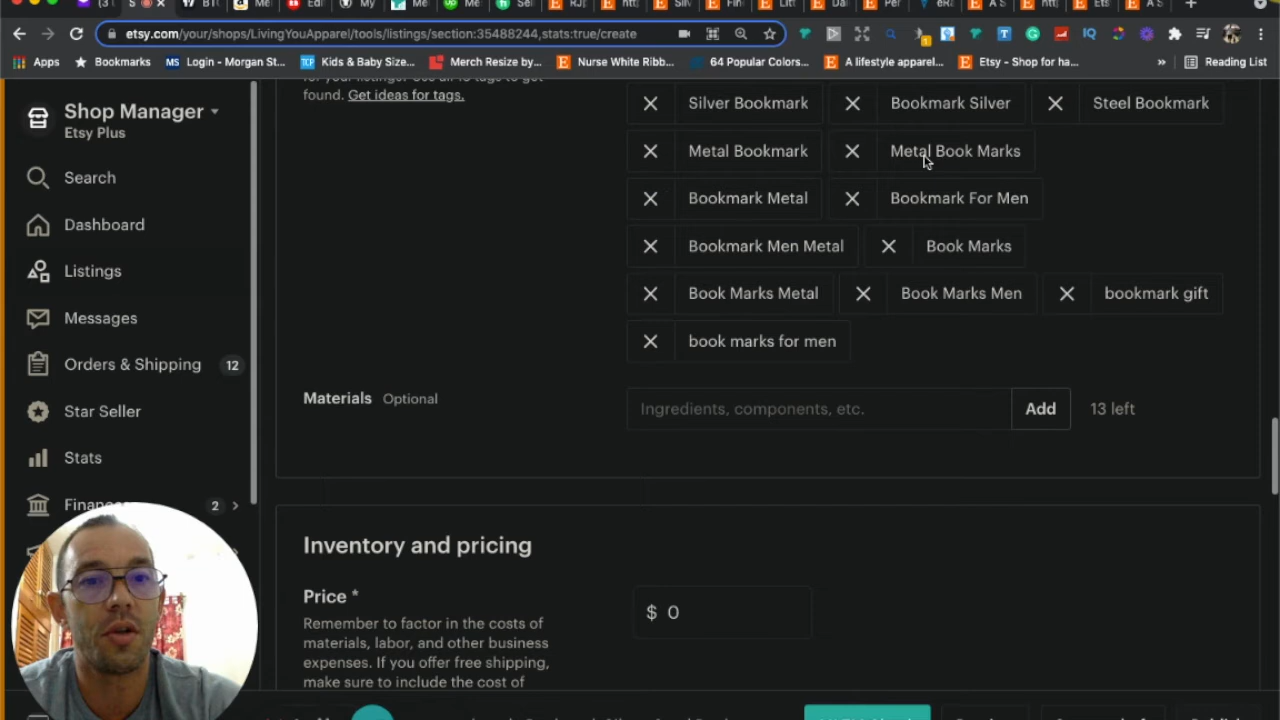 etsy.com/your/shops/LivingYouApparel/tools/listings/section:35488244,stats:true/create
Apps Bookmarks Login - Morgan St... Kids & Baby Size... Merch Resize by... Nurse White Ribb... 64 Popular Colors... A lifestyle apparel... Etsy - Shop for ha... » Reading List
Shop Manager
Etsy Plus
Search
Dashboard
Listings
Messages
Orders & Shipping 12
Star Seller
Stats
Finances 2
found. Get ideas for tags.
Silver Bookmark Bookmark Silver Steel Bookmark
Metal Bookmark Metal Book Marks
Bookmark Metal Bookmark For Men
Bookmark Men Metal Book Marks
Book Marks Metal Book Marks Men bookmark gift
book marks for men
Materials Optional Ingredients, components, etc. Add 13 left
Inventory and pricing
Price * $ 0
Remember to factor in the costs of
materials, labor, and other business
expenses. If you offer free shipping,
make sure to include the cost of